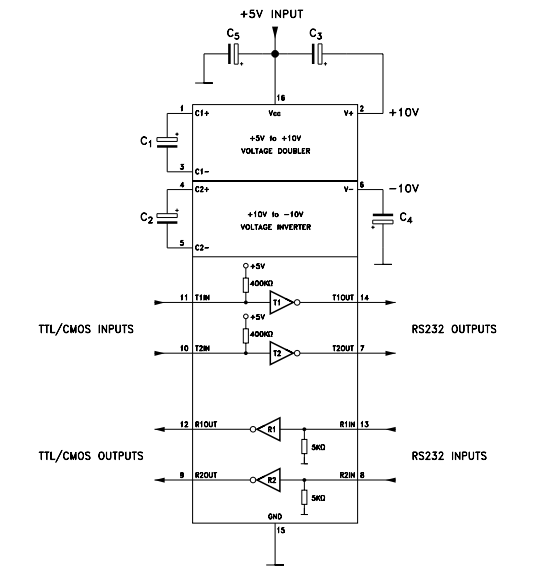 +5V INPUT
C5
C3
+
+
16
1
C1+
Vcc
V+
2
+10V
C1
+
+5V to +10V
VOLTAGE DOUBLER
3
C1-
4
C2+
V-
6
-10V
C2
+
+10V to -10V
VOLTAGE INVERTER
C4
+
5
C2-
+5V
400KΩ
11
T1IN
T1
T1OUT
14
+5V
TTL/CMOS INPUTS
RS232 OUTPUTS
400KΩ
10
T2IN
T2
T2OUT
7
12
R1OUT
R1
R1IN
13
5KΩ
TTL/CMOS OUTPUTS
RS232 INPUTS
9
R2OUT
R2
R2IN
8
5KΩ
GND
15